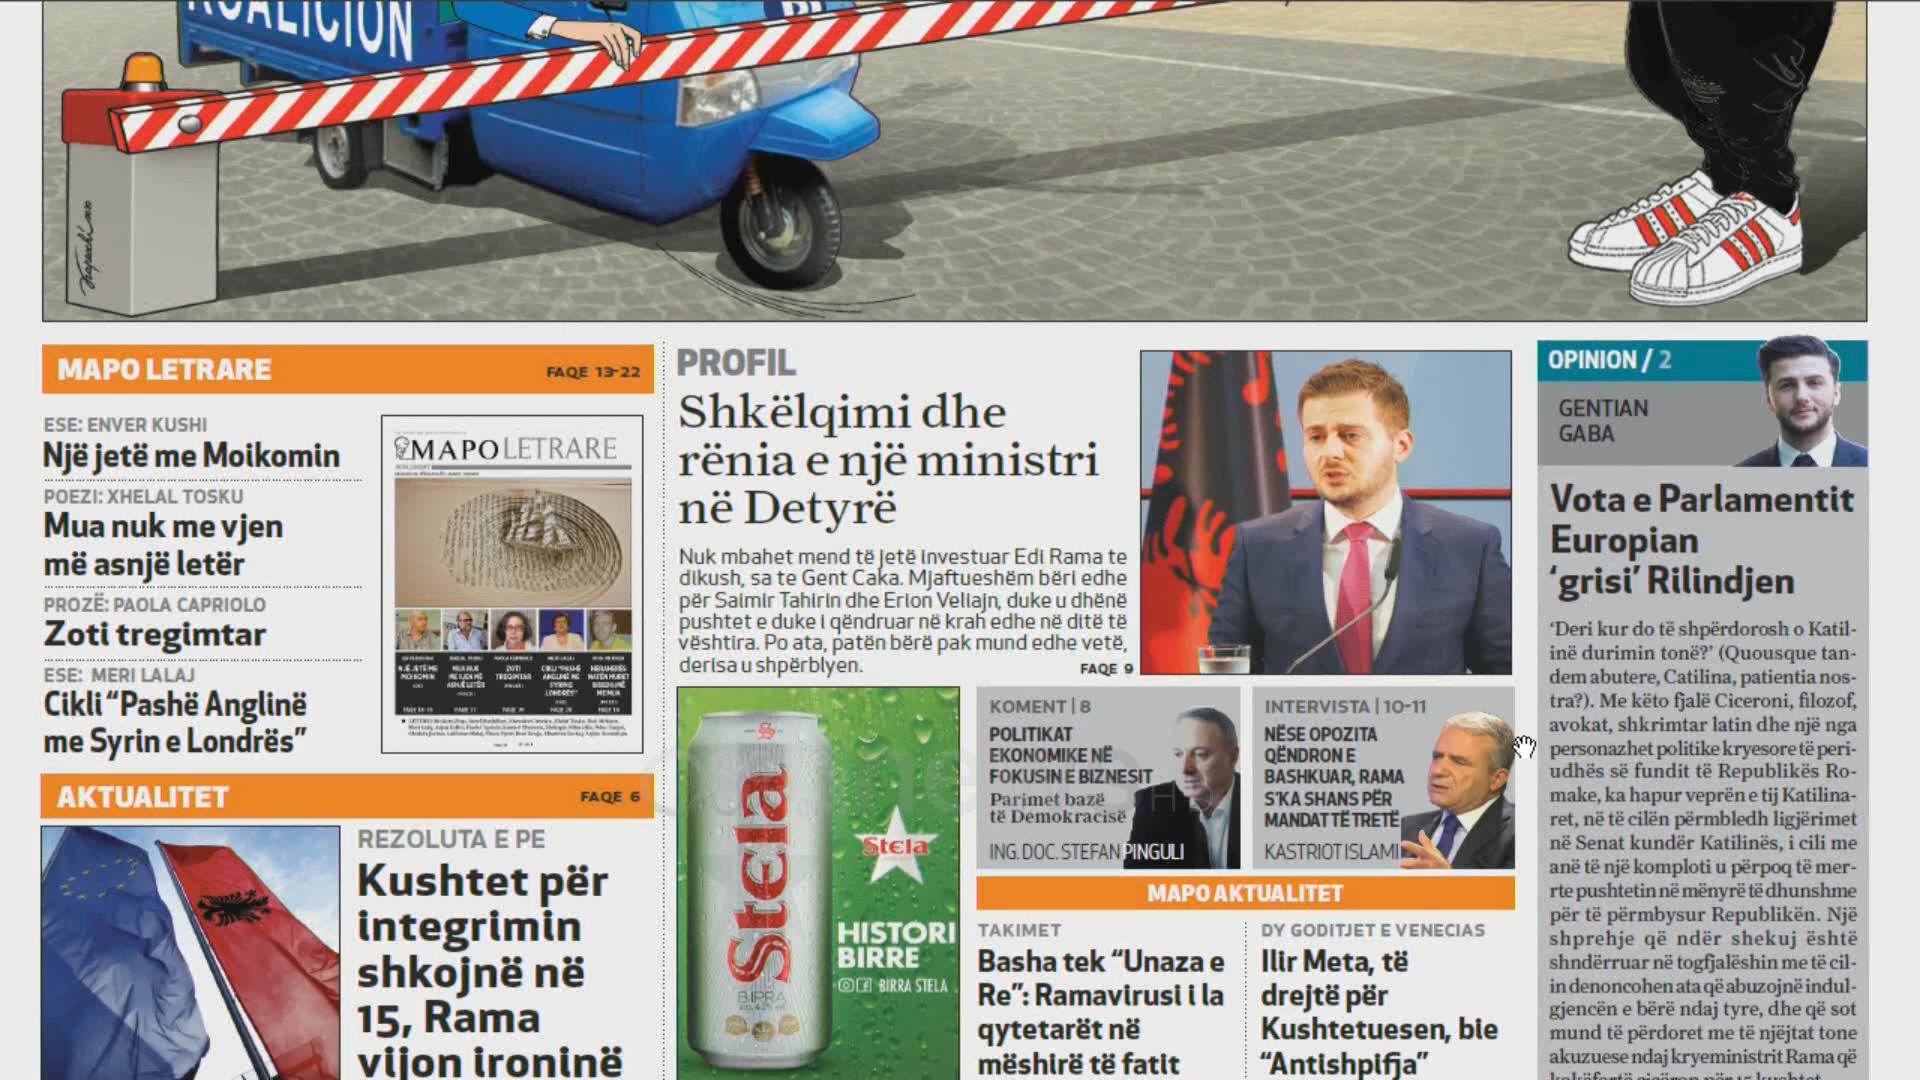 KOALICION
MAPO LETRARE
FAQE 13-22
ESE: ENVER KUSHI
Një jetë me Moikomin
POEZI: XHELAL TOSKU
Mua nuk me vjen
më asnjë letër
PROZË: PAOLA CAPRIOLO
Zoti tregimtar
ESE: MERI LALAJ
Cikli “Pashë Anglinë
me Syrin e Londrës”
MAPO LETRARE
AKTUALITET
FAQE 6
REZOLUTA E PE
Kushtet për
integrimin
shkojnë në
15, Rama
vijon ironinë
PROFIL
Shkëlqimi dhe
rënia e një ministri
në Detyrë
Nuk mbahet mend të jetë investuar Edi Rama te
dikush, sa te Gent Caka. Mjaftueshëm bëri edhe
për Saimir Tahirin dhe Erion Veliajn, duke u dhënë
pushtet e duke i qëndruar në krah edhe në ditë të
vështira. Po ata, patën bërë pak mund edhe vetë,
derisa u shpërblyen.
FAQE 9
Stela
BIRRA
Stela
HISTORI
BIRRE
BIRRA STELA
KOMENT | 8
POLITIKAT
EKONOMIKE NË
FOKUSIN E BIZNESIT
Parimet bazë
të Demokracisë
ING. DOC. STEFAN PINGULI
INTERVISTA | 10-11
NËSE OPOZITA
QËNDRON E
BASHKUAR, RAMA
S'KA SHANS PËR
MANDAT TË TRETË
KASTRIOT ISLAMI
MAPO AKTUALITET
TAKIMET
Basha tek “Unaza e
Re”: Ramavirusi i la
qytetarët në
mëshirë të fatit
DY GODITJET E VENECIAS
Ilir Meta, të
drejtë për
Kushtetuesen, bie
“Antishpifja”
OPINION / 2
GENTIAN
GABA
Vota e Parlamentit
Europian
‘grisi’ Rilindjen
‘Deri kur do të shpërdorosh o Katil-
inë durimin tonë?’ (Quousque tan-
dem abutere, Catilina, patientia nos-
tra?). Me këto fjalë Ciceroni, filozof,
avokat, shkrimtar latin dhe një nga
personazhet politike kryesore të peri-
udhës së fundit të Republikës Ro-
make, ka hapur veprën e tij Katilina-
ret, në të cilën përmbledh ligjërimet
në Senat kundër Katilinës, i cili me
anë të një komploti u përpoq të mer-
rte pushtetin në mënyrë të dhunshme
për të përmbysur Republikën. Një
shprehje që ndër shekuj është
shndërruar në togfjalëshin me të cil-
in denoncohen ata që abuzojnë indul-
gjencën e bërë ndaj tyre, dhe që sot
mund të përdoret me të njëjtat tone
akuzuese ndaj kryeministrit Rama që